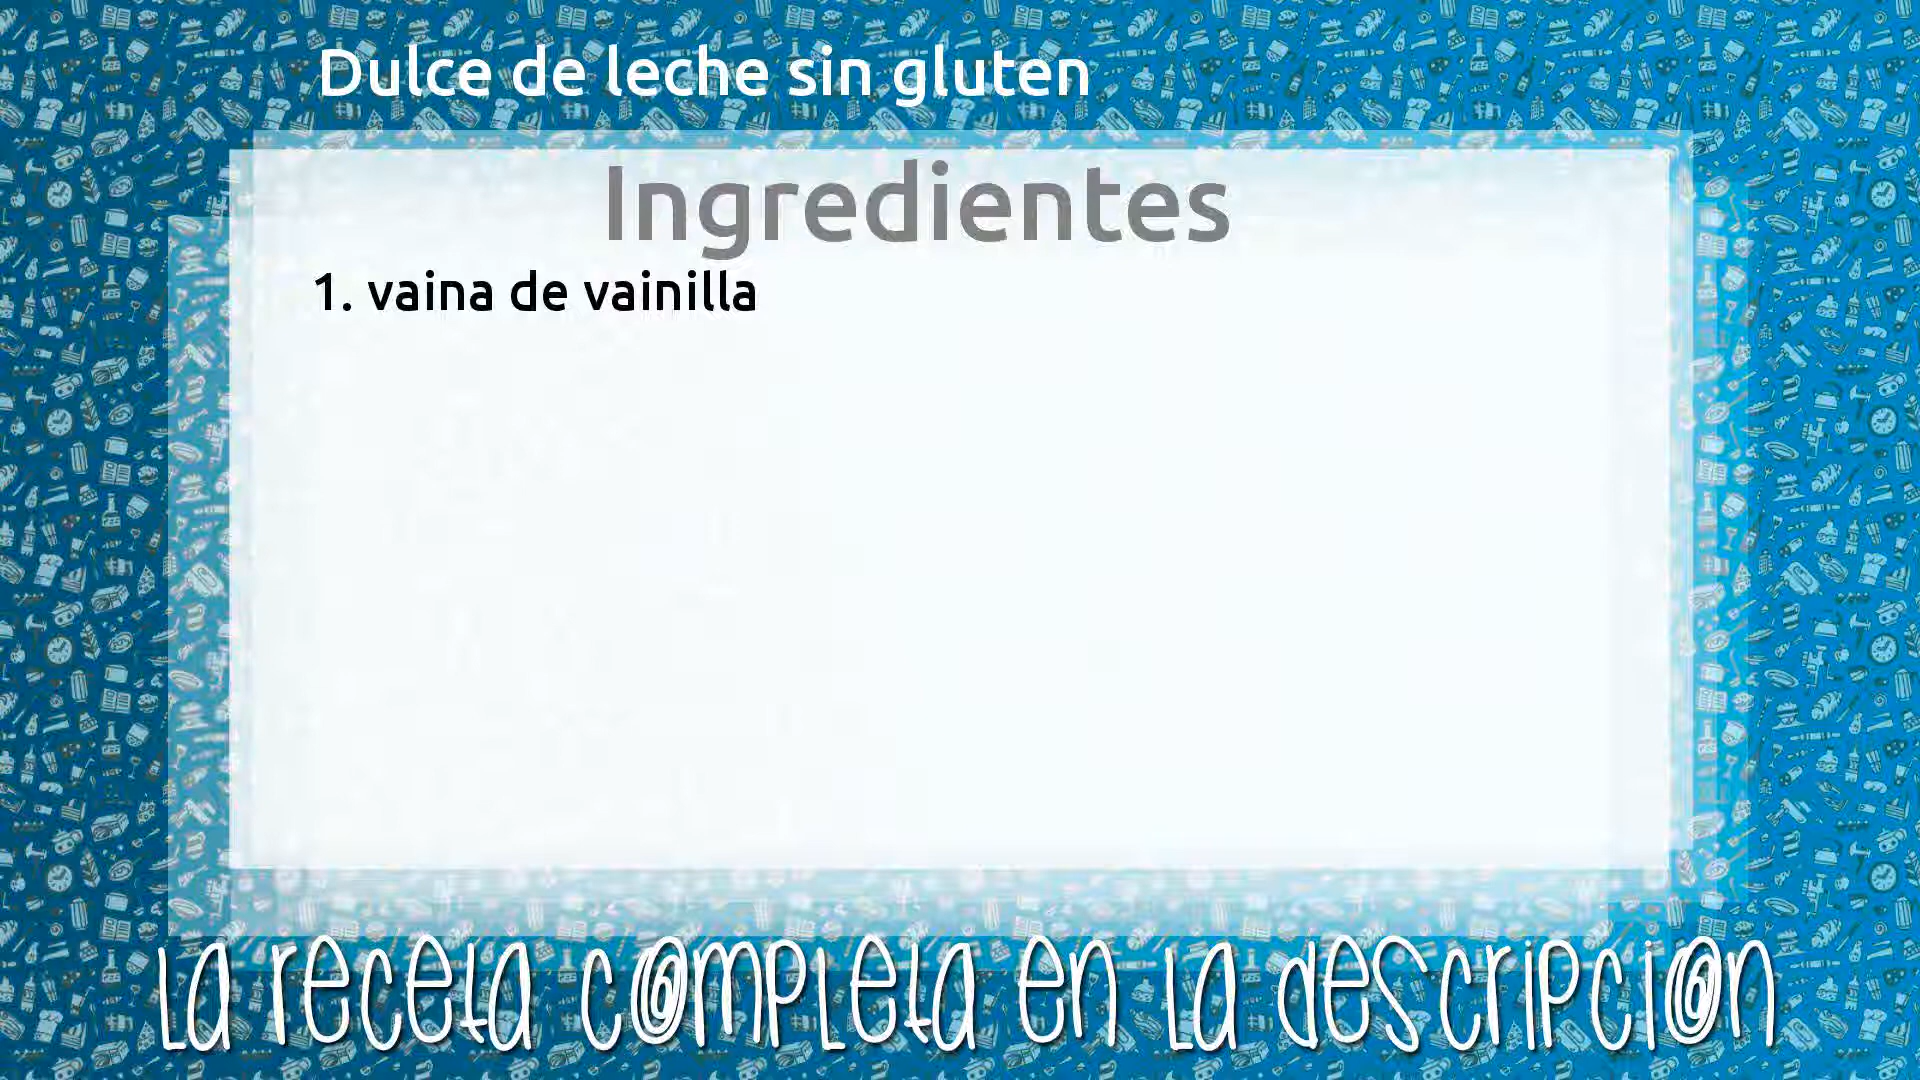 Dulce de leche sin gluten
Ingredientes
1. vaina de vainilla
La receta completa en la descripcion